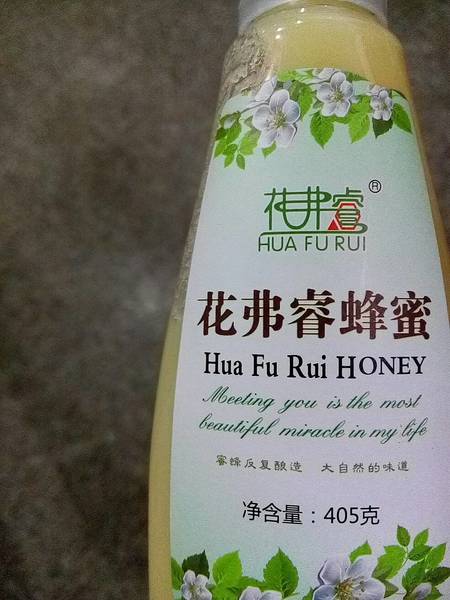 花弗睿®
HUA FU RUI
花弗睿蜂蜜
Hua Fu Rui HONEY
Meeting you is the most
beautiful miracle in my life
蜜蜂反复酿造 大自然的味道
净含量：405克